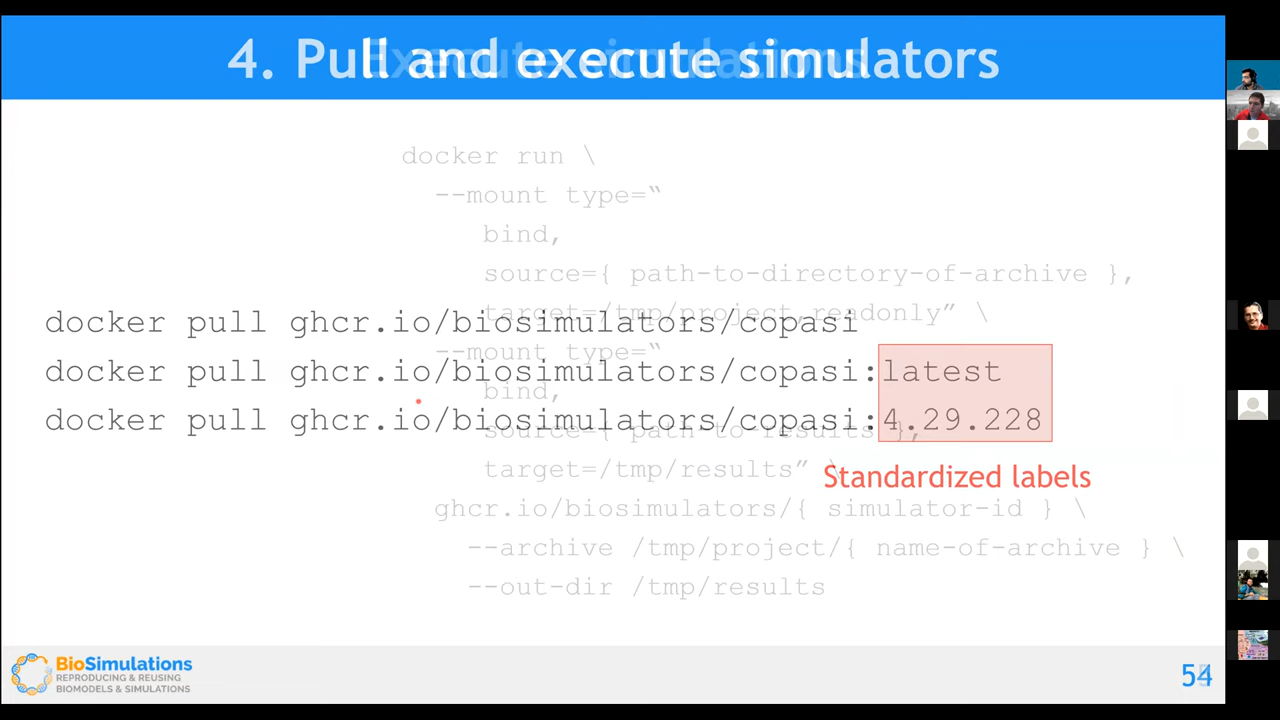 4. Pull and execute simulators
Execute simulations
docker run \
--mount type=“
bind,
source={ path-to-directory-of-archive },
target=/tmp/project,readonly” \
--mount type=“
bind,
source={ path-to-results },
target=/tmp/results” \
ghcr.io/biosimulators/{ simulator-id } \
--archive /tmp/project/{ name-of-archive } \
--out-dir /tmp/results
docker pull ghcr.io/biosimulators/copasi
docker pull ghcr.io/biosimulators/copasi:latest
docker pull ghcr.io/biosimulators/copasi:4.29.228
Standardized labels
BioSimulations
REPRODUCING & REUSING
BIOMODELS & SIMULATIONS
54